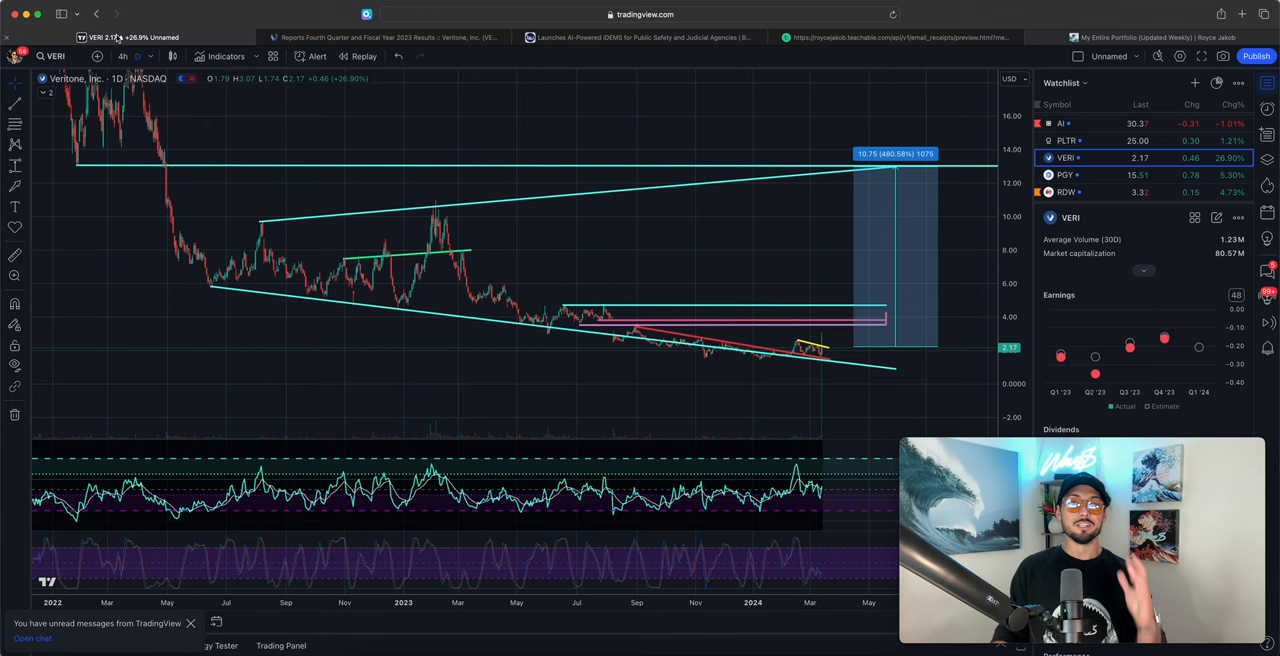 tradingview.com
VERI 2.17 ▲ +26.9% Unnamed
Reports Fourth Quarter and Fiscal Year 2023 Results :: Veritone, Inc. (VE...
Launches AI-Powered iDEMS for Public Safety and Judicial Agencies | B...
https://roycejakob.teachable.com/api/v1/email_receipts/preview.html?me...
My Entire Portfolio (Updated Weekly) | Royce Jakob
58
VERI
4h
D
Indicators
Alert
Replay
Unnamed
Publish
Veritone, Inc. · 1D · NASDAQ
O1.79 H3.07 L1.74 C2.17 +0.46 (+26.90%)
2
USD
16.00
14.00
12.00
10.00
8.00
6.00
4.00
2.17
0.0000
−2.00
10.75 (480.58%) 1075
Watchlist
Symbol
Last
Chg
Chg%
AI
30.37
−0.31
−1.01%
PLTR
25.00
0.30
1.21%
VERI
2.17
0.46
26.90%
PGY
15.51
0.78
5.30%
RDW
3.32
0.15
4.73%
VERI
Average Volume (30D)
1.23M
Market capitalization
80.57M
Earnings
48
0.00
−0.10
−0.20
−0.30
−0.40
Q1 '23
Q2 '23
Q3 '23
Q4 '23
Q1 '24
Actual
Estimate
Dividends
5
99+
2022
Mar
May
Jul
Sep
Nov
2023
Mar
May
Jul
Sep
Nov
2024
Mar
May
You have unread messages from TradingView
Open chat
gy Tester
Trading Panel